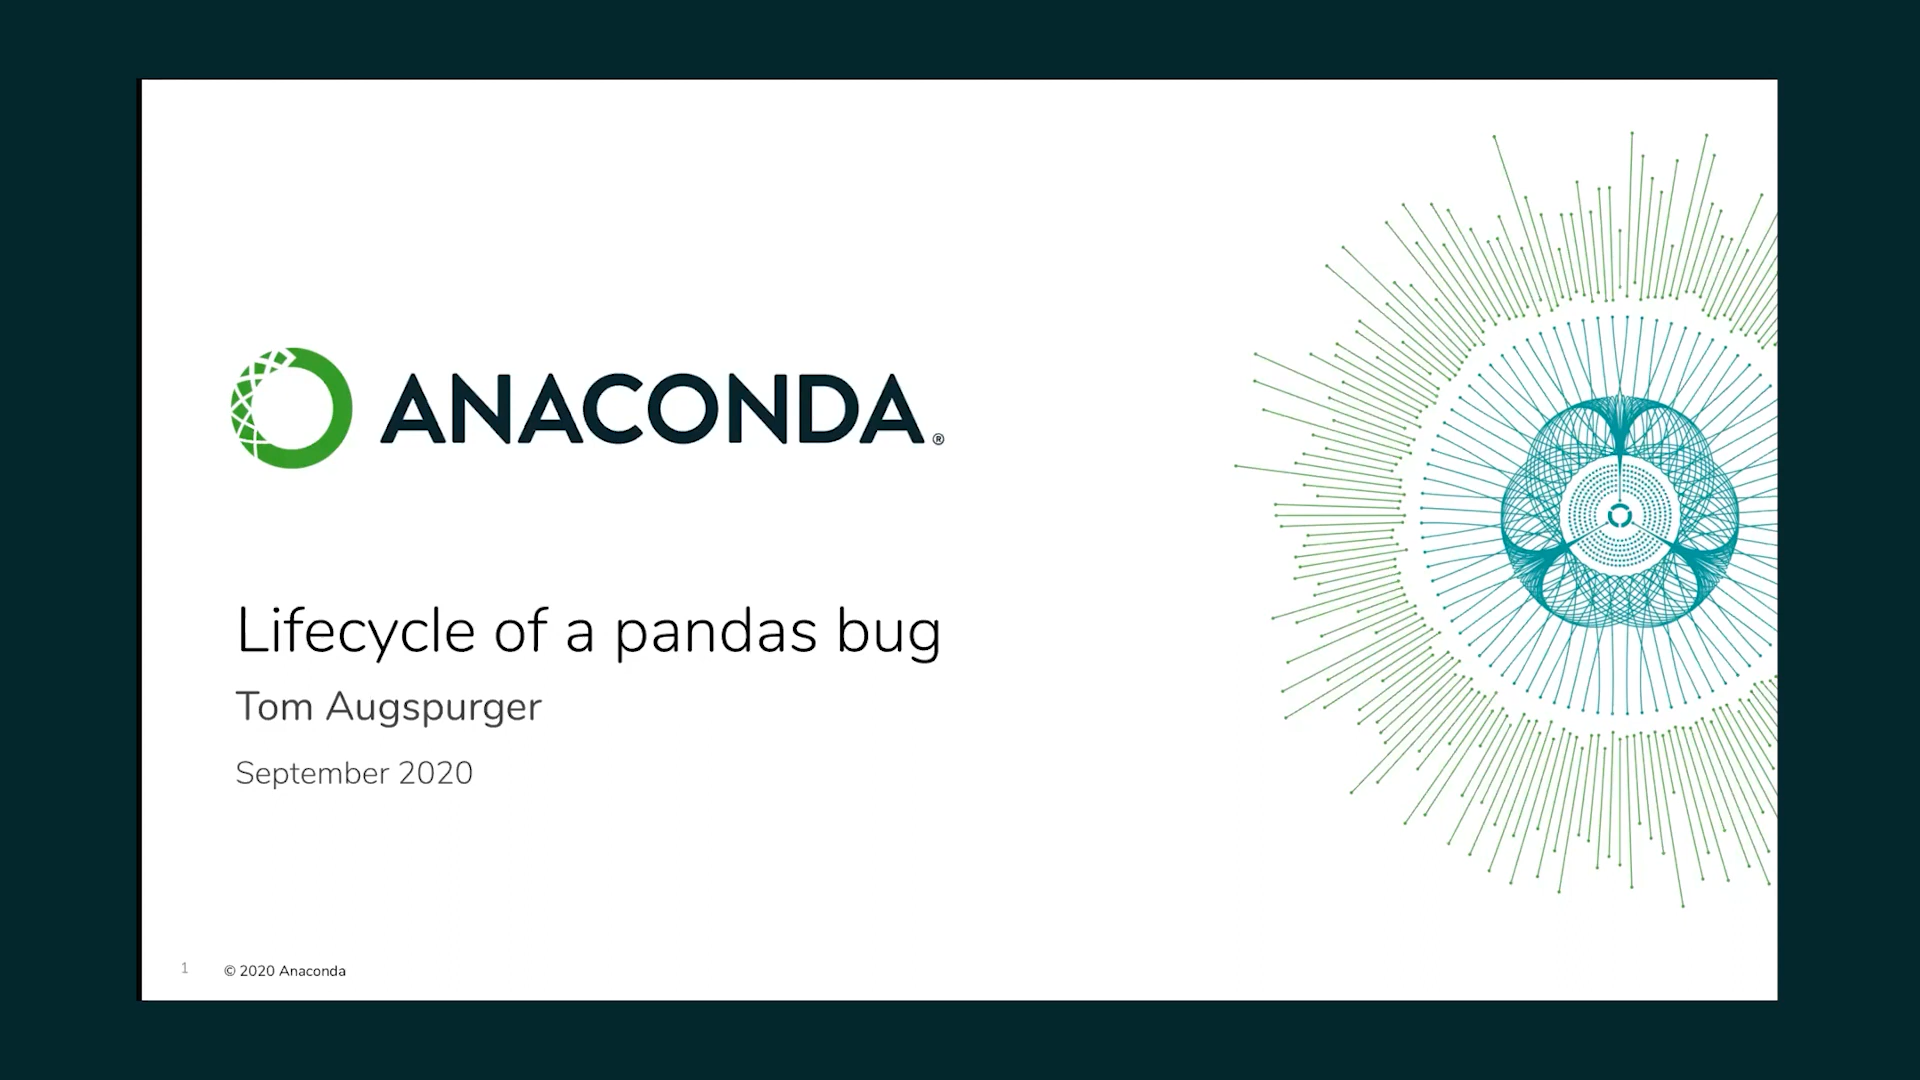 ANACONDA®
Lifecycle of a pandas bug
Tom Augspurger
September 2020
1 © 2020 Anaconda